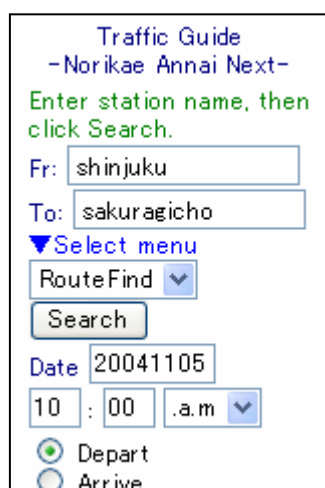 Traffic Guide
-Norikae Annai Next-
Enter station name, then
click Search.
Fr: shinjuku
To: sakuragicho
▼Select menu
RouteFind
Search
Date 20041105
10 : 00 .a.m
Depart
Arrive